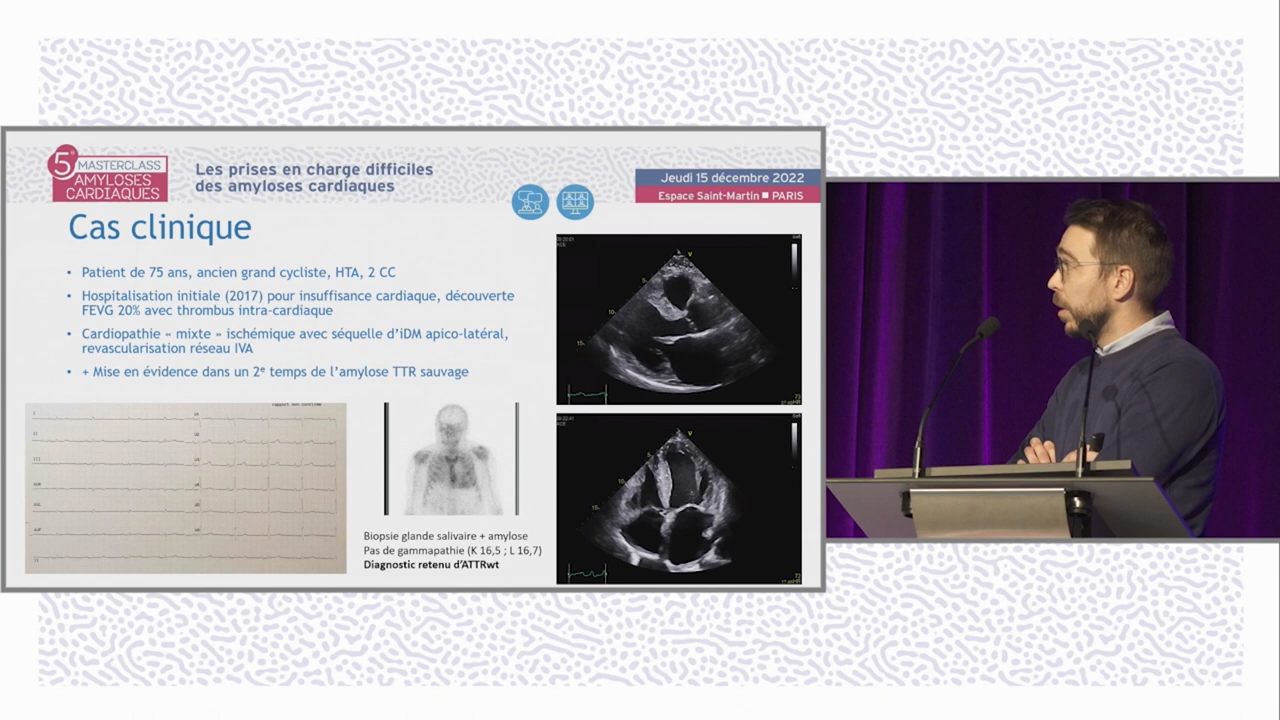 5e MASTERCLASS
AMYLOSES
CARDIAQUES
Les prises en charge difficiles
des amyloses cardiaques
Jeudi 15 décembre 2022
Espace Saint-Martin ■ PARIS
Cas clinique
• Patient de 75 ans, ancien grand cycliste, HTA, 2 CC
• Hospitalisation initiale (2017) pour insuffisance cardiaque, découverte
FEVG 20% avec thrombus intra-cardiaque
• Cardiopathie « mixte » ischémique avec séquelle d’iDM apico-latéral,
revascularisation réseau IVA
• + Mise en évidence dans un 2e temps de l’amylose TTR sauvage
Biopsie glande salivaire + amylose
Pas de gammapathie (K 16,5 ; L 16,7)
Diagnostic retenu d’ATTRwt